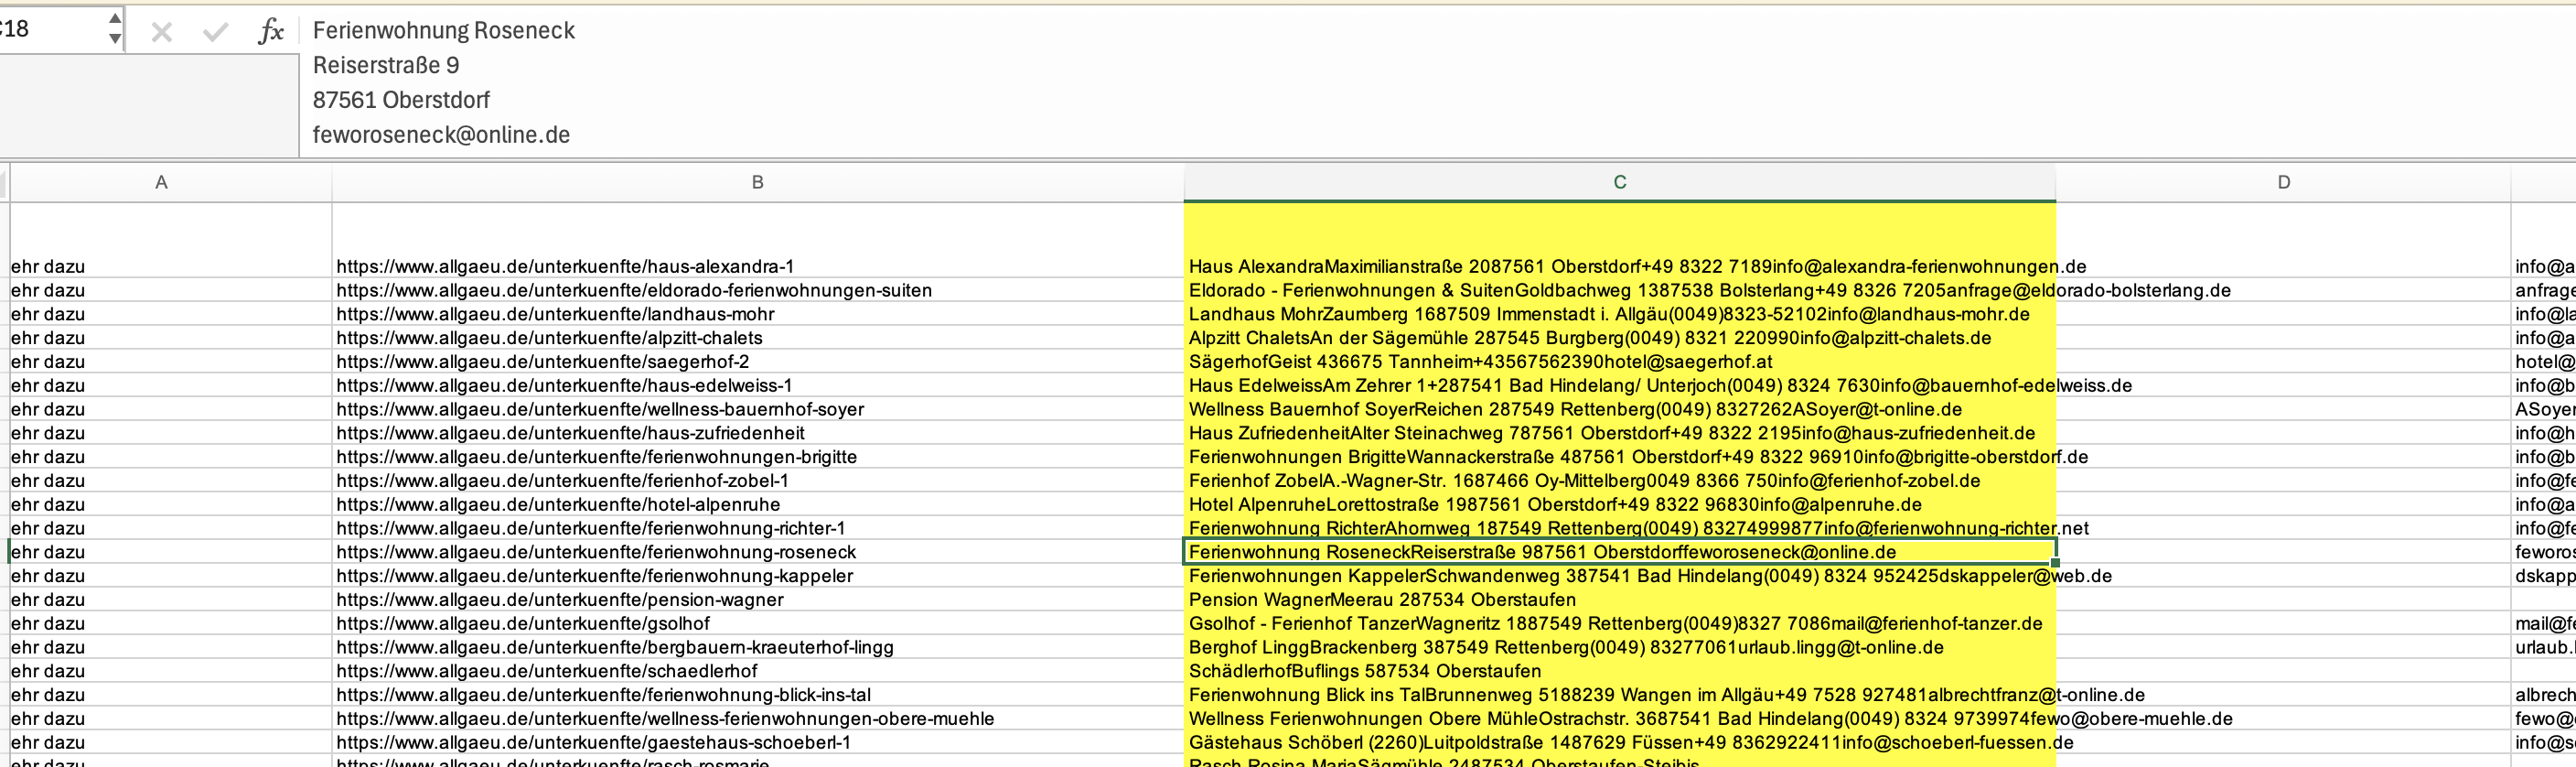 C18
fx
Ferienwohnung Roseneck
Reiserstraße 9
87561 Oberstdorf
feworoseneck@online.de
A B C D
ehr dazu https://www.allgaeu.de/unterkuenfte/haus-alexandra-1 Haus AlexandraMaximilianstraße 2087561 Oberstdorf+49 8322 7189info@alexandra-ferienwohnungen.de info@a
ehr dazu https://www.allgaeu.de/unterkuenfte/eldorado-ferienwohnungen-suiten Eldorado - Ferienwohnungen & SuitenGoldbachweg 1387538 Bolsterlang+49 8326 7205anfrage@eldorado-bolsterlang.de anfrage
ehr dazu https://www.allgaeu.de/unterkuenfte/landhaus-mohr Landhaus MohrZaumberg 1687509 Immenstadt i. Allgäu(0049)8323-52102info@landhaus-mohr.de info@la
ehr dazu https://www.allgaeu.de/unterkuenfte/alpzitt-chalets Alpzitt ChaletsAn der Sägemühle 287545 Burgberg(0049) 8321 220990info@alpzitt-chalets.de info@a
ehr dazu https://www.allgaeu.de/unterkuenfte/saegerhof-2 SägerhofGeist 436675 Tannheim+43567562390hotel@saegerhof.at hotel@
ehr dazu https://www.allgaeu.de/unterkuenfte/haus-edelweiss-1 Haus EdelweissAm Zehrer 1+287541 Bad Hindelang/ Unterjoch(0049) 8324 7630info@bauernhof-edelweiss.de info@b
ehr dazu https://www.allgaeu.de/unterkuenfte/wellness-bauernhof-soyer Wellness Bauernhof SoyerReichen 287549 Rettenberg(0049) 8327262ASoyer@t-online.de ASoyer
ehr dazu https://www.allgaeu.de/unterkuenfte/haus-zufriedenheit Haus ZufriedenheitAlter Steinachweg 787561 Oberstdorf+49 8322 2195info@haus-zufriedenheit.de info@h
ehr dazu https://www.allgaeu.de/unterkuenfte/ferienwohnungen-brigitte Ferienwohnungen BrigitteWannackerstraße 487561 Oberstdorf+49 8322 96910info@brigitte-oberstdorf.de info@b
ehr dazu https://www.allgaeu.de/unterkuenfte/ferienhof-zobel-1 Ferienhof ZobelA.-Wagner-Str. 1687466 Oy-Mittelberg0049 8366 750info@ferienhof-zobel.de info@fe
ehr dazu https://www.allgaeu.de/unterkuenfte/hotel-alpenruhe Hotel AlpenruheLorettostraße 1987561 Oberstdorf+49 8322 96830info@alpenruhe.de info@a
ehr dazu https://www.allgaeu.de/unterkuenfte/ferienwohnung-richter-1 Ferienwohnung RichterAhornweg 187549 Rettenberg(0049) 83274999877info@ferienwohnung-richter.net info@fe
ehr dazu https://www.allgaeu.de/unterkuenfte/ferienwohnung-roseneck Ferienwohnung RoseneckReiserstraße 987561 Oberstdorffeworoseneck@online.de feworos
ehr dazu https://www.allgaeu.de/unterkuenfte/ferienwohnung-kappeler Ferienwohnungen KappelerSchwandenweg 387541 Bad Hindelang(0049) 8324 952425dskappeler@web.de dskapp
ehr dazu https://www.allgaeu.de/unterkuenfte/pension-wagner Pension WagnerMeerau 287534 Oberstaufen
ehr dazu https://www.allgaeu.de/unterkuenfte/gsolhof Gsolhof - Ferienhof TanzerWagneritz 1887549 Rettenberg(0049)8327 7086mail@ferienhof-tanzer.de mail@fe
ehr dazu https://www.allgaeu.de/unterkuenfte/bergbauern-kraeuterhof-lingg Berghof LinggBrackenberg 387549 Rettenberg(0049) 83277061urlaub.lingg@t-online.de urlaub.l
ehr dazu https://www.allgaeu.de/unterkuenfte/schaedlerhof SchädlerhofBuflings 587534 Oberstaufen
ehr dazu https://www.allgaeu.de/unterkuenfte/ferienwohnung-blick-ins-tal Ferienwohnung Blick ins TalBrunnenweg 5188239 Wangen im Allgäu+49 7528 927481albrechtfranz@t-online.de albrech
ehr dazu https://www.allgaeu.de/unterkuenfte/wellness-ferienwohnungen-obere-muehle Wellness Ferienwohnungen Obere MühleOstrachstr. 3687541 Bad Hindelang(0049) 8324 9739974fewo@obere-muehle.de fewo@
ehr dazu https://www.allgaeu.de/unterkuenfte/gaestehaus-schoeberl-1 Gästehaus Schöberl (2260)Luitpoldstraße 1487629 Füssen+49 8362922411info@schoeberl-fuessen.de info@s
ehr dazu https://www.allgaeu.de/unterkuenfte/rasch-rosmarie Rasch Rosina MariaSägmühle 2487534 Oberstaufen-Steibis